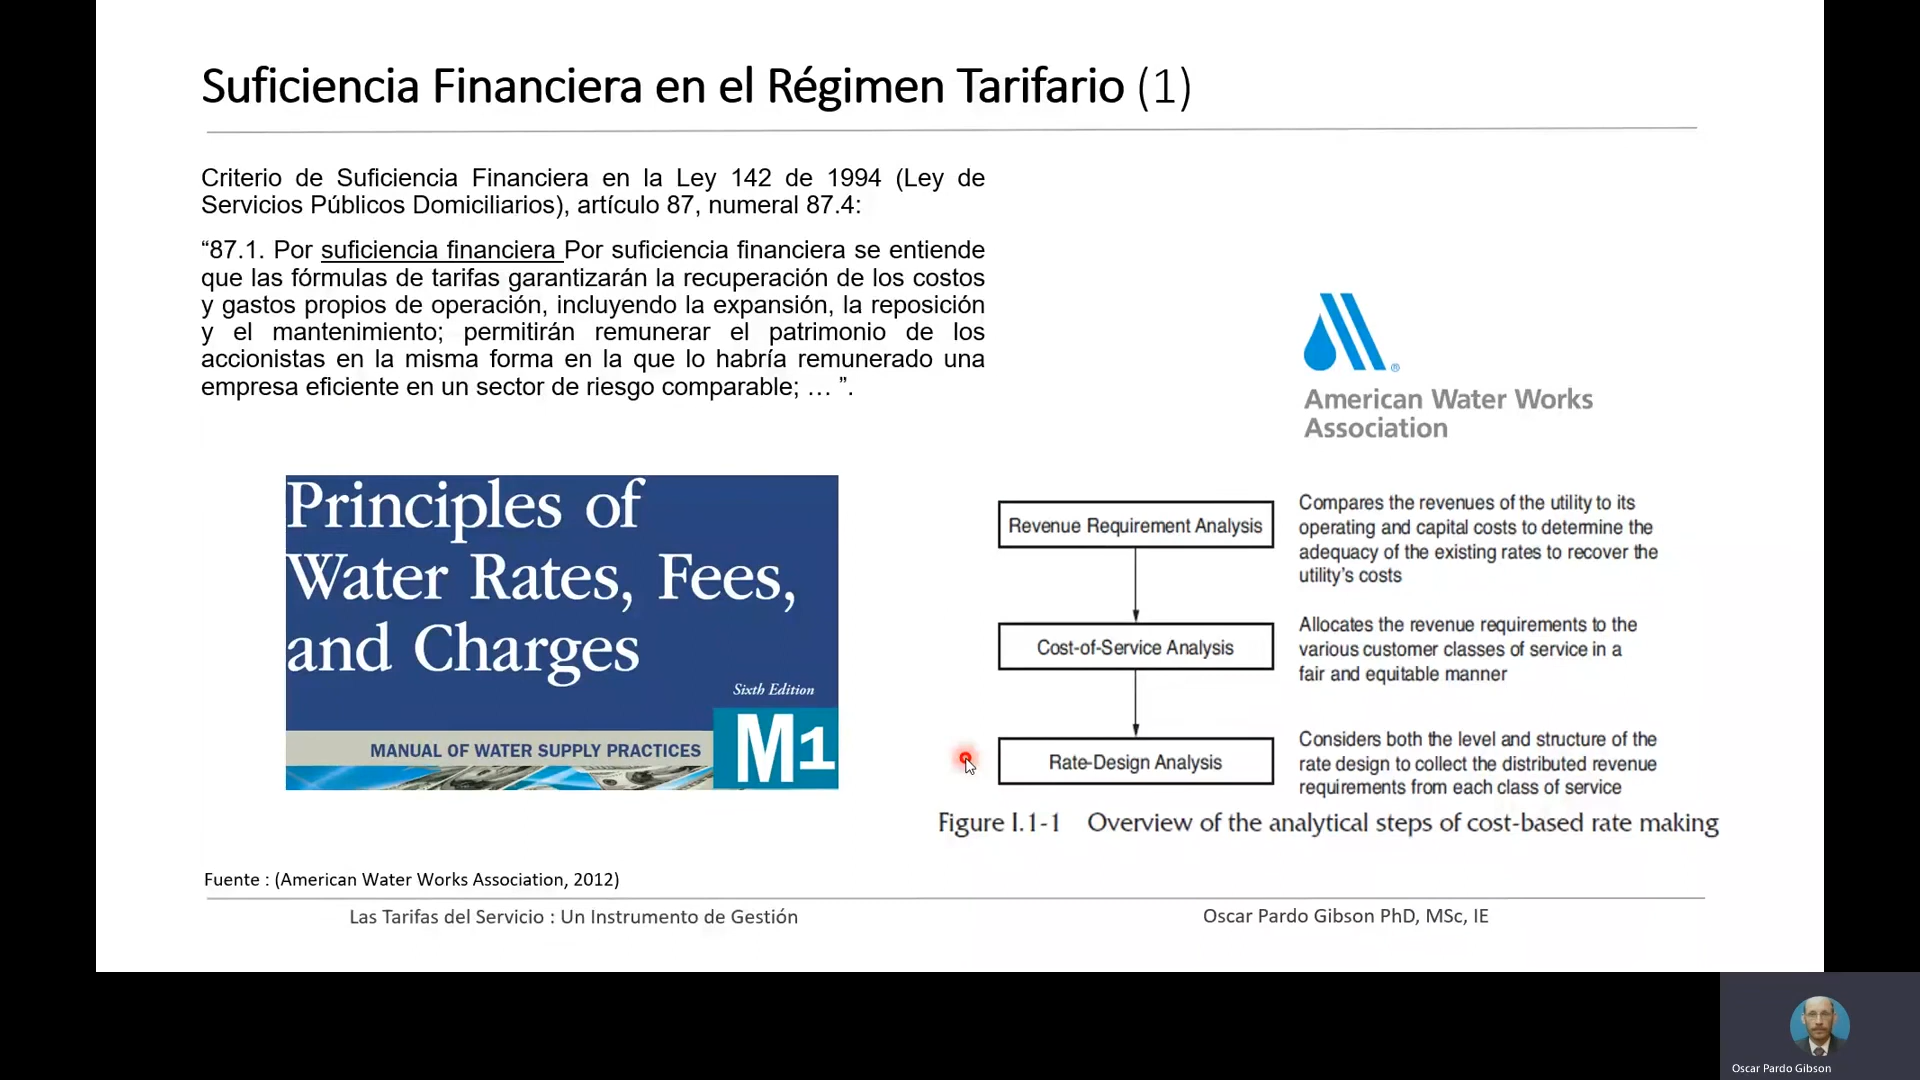 Suficiencia Financiera en el Régimen Tarifario (1)
Criterio de Suficiencia Financiera en la Ley 142 de 1994 (Ley de
Servicios Públicos Domiciliarios), artículo 87, numeral 87.4:
“87.1. Por suficiencia financiera Por suficiencia financiera se entiende
que las fórmulas de tarifas garantizarán la recuperación de los costos
y gastos propios de operación, incluyendo la expansión, la reposición
y el mantenimiento; permitirán remunerar el patrimonio de los
accionistas en la misma forma en la que lo habría remunerado una
empresa eficiente en un sector de riesgo comparable; … ”.
®
American Water Works
Association
Principles of
Water Rates, Fees,
and Charges
Sixth Edition
MANUAL OF WATER SUPPLY PRACTICES
M1
Revenue Requirement Analysis
Compares the revenues of the utility to its
operating and capital costs to determine the
adequacy of the existing rates to recover the
utility's costs
Cost-of-Service Analysis
Allocates the revenue requirements to the
various customer classes of service in a
fair and equitable manner
Rate-Design Analysis
Considers both the level and structure of the
rate design to collect the distributed revenue
requirements from each class of service
Figure I.1-1 Overview of the analytical steps of cost-based rate making
Fuente : (American Water Works Association, 2012)
Las Tarifas del Servicio : Un Instrumento de Gestión
Oscar Pardo Gibson PhD, MSc, IE
Oscar Pardo Gibson